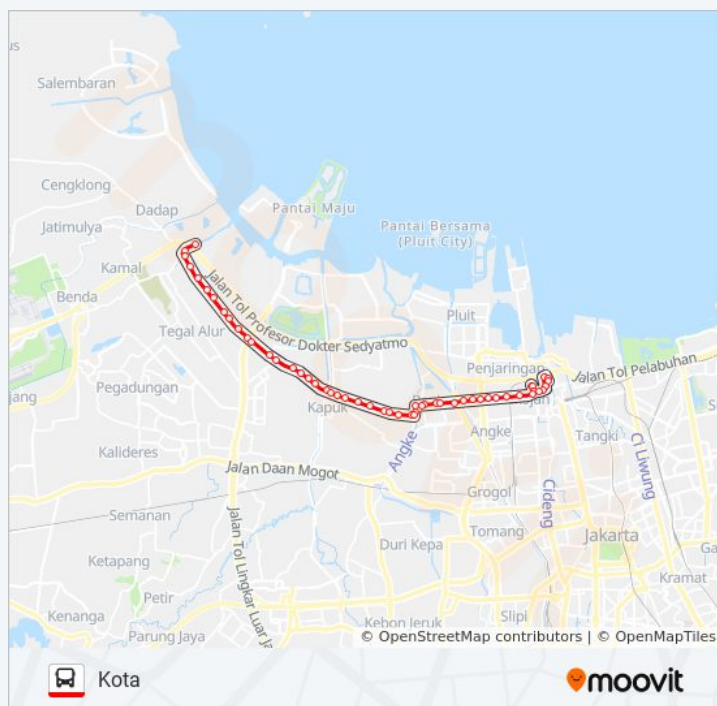 Salembaran
Cengklong
Dadap
Jatimulya
Pantai Maju
Pantai Bersama
(Pluit City)
Kamal
Benda
Jalan Tol Profesor Dokter Sedyatmo
Pluit
Tegal Alur
Penjaringan
Jalan Tol Pelabuhan
Pegadungan
Kapuk
Angke
Angke
Tangki
Ci Liwung
Kalideres
Jalan Daan Mogot
Grogol
Cideng
Semanan
Tomang
Jakarta
Duri Kepa
Ketapang
Jalan Tol Lingkar Luar Ja
Petir
Kramat
Slipi
Kenanga
Parung Jaya
Kebon Jeruk
© OpenStreetMap contributors | © OpenMapTiles
Kota
moovit